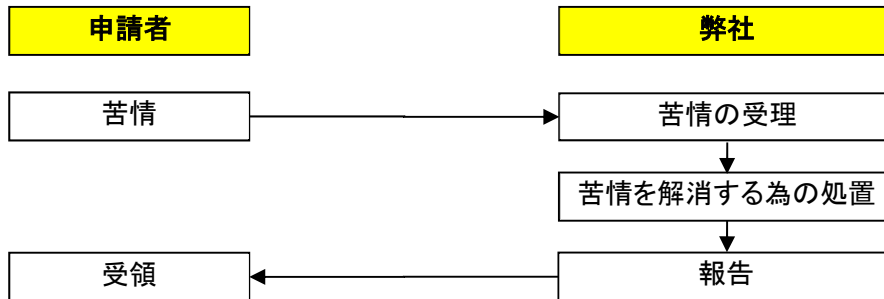 申請者
弊社
苦情
苦情の受理
苦情を解消する為の処置
受領
報告